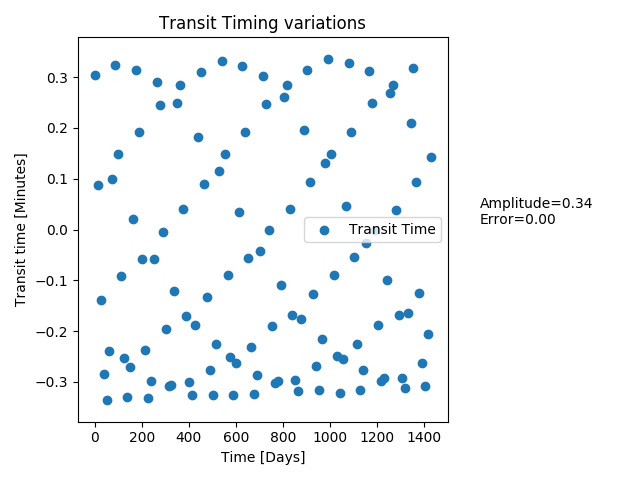 Transit Timing variations
Transit time [Minutes]
0.3
0.2
0.1
0.0
−0.1
−0.2
−0.3
Transit Time
Amplitude=0.34
Error=0.00
0 200 400 600 800 1000 1200 1400
Time [Days]